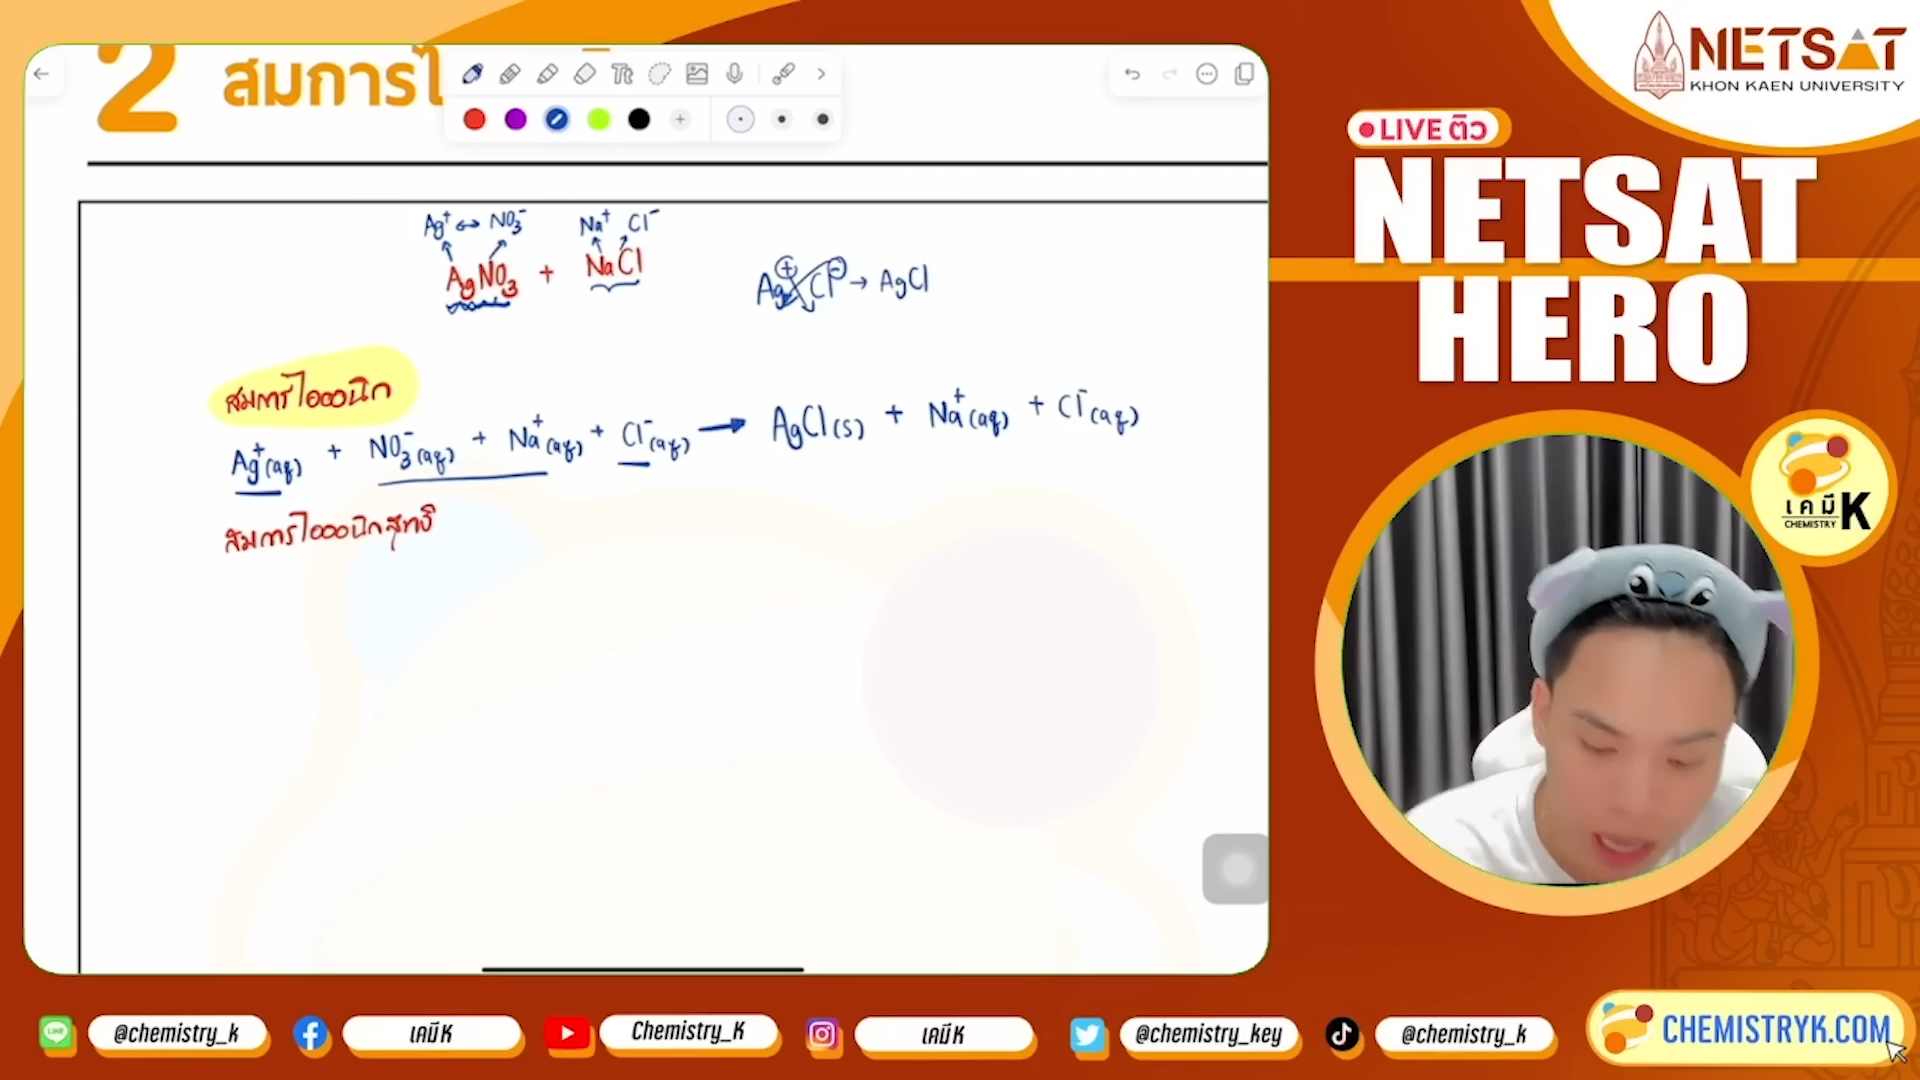 2 สมการไ
Tt
Ag⁺ ↔ NO₃⁻ Na⁺ Cl⁻
AgNO₃ + NaCl
Ag⁺ Cl⁻ → AgCl
สมการไอออนิก
Ag⁺(aq) + NO₃⁻(aq) + Na⁺(aq) + Cl⁻(aq) → AgCl(s) + Na⁺(aq) + Cl⁻(aq)
สมการไอออนิกสุทธิ
NETSAT
KHON KAEN UNIVERSITY
LIVE ติว
NETSAT
HERO
เคมี K
CHEMISTRY
LINE
@chemistry_k
เคมี K
Chemistry_K
เคมี K
@chemistry_key
@chemistry_k
CHEMISTRYK.COM